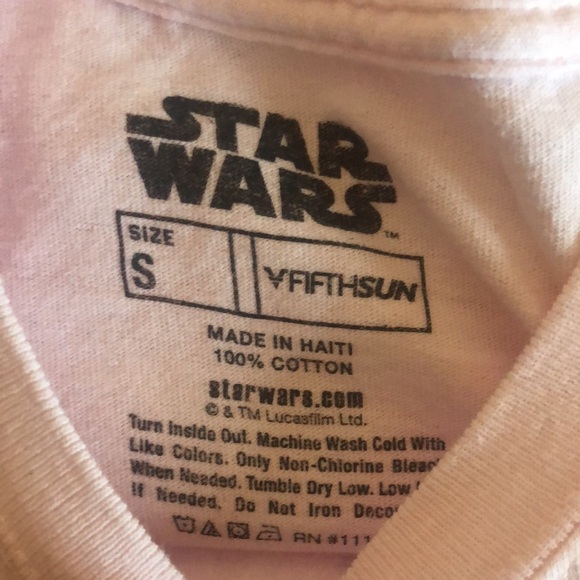 STAR
WARS
™
SIZE
S
FIFTHSUN
MADE IN HAITI
100% COTTON
starwars.com
© & TM Lucasfilm Ltd.
Turn Inside Out. Machine Wash Cold With
Like Colors. Only Non-Chlorine Bleac
When Needed. Tumble Dry Low. Low
If Needed. Do Not Iron Deco
RN #111